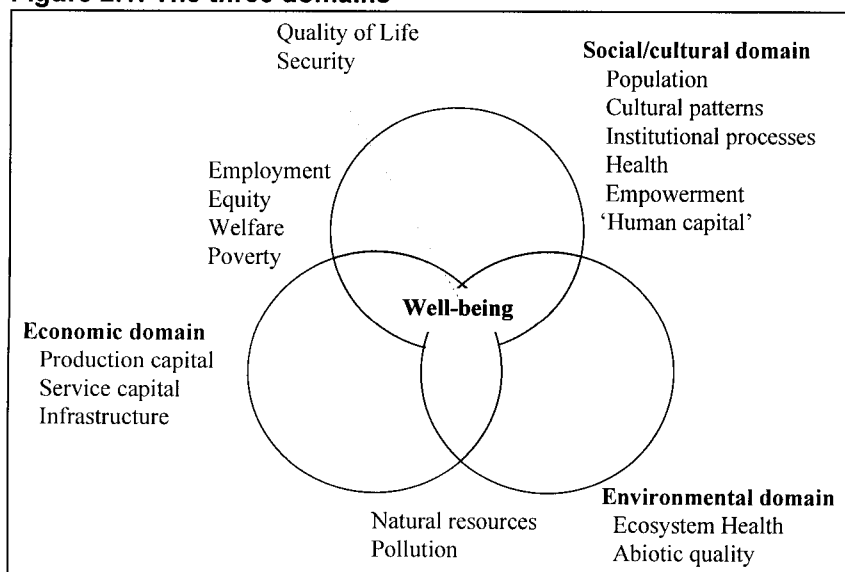 Figure 2.1: The three domains
Quality of Life
Security
Social/cultural domain
Population
Cultural patterns
Institutional processes
Health
Empowerment
‘Human capital’
Employment
Equity
Welfare
Poverty
Well-being
Economic domain
Production capital
Service capital
Infrastructure
Natural resources
Pollution
Environmental domain
Ecosystem Health
Abiotic quality